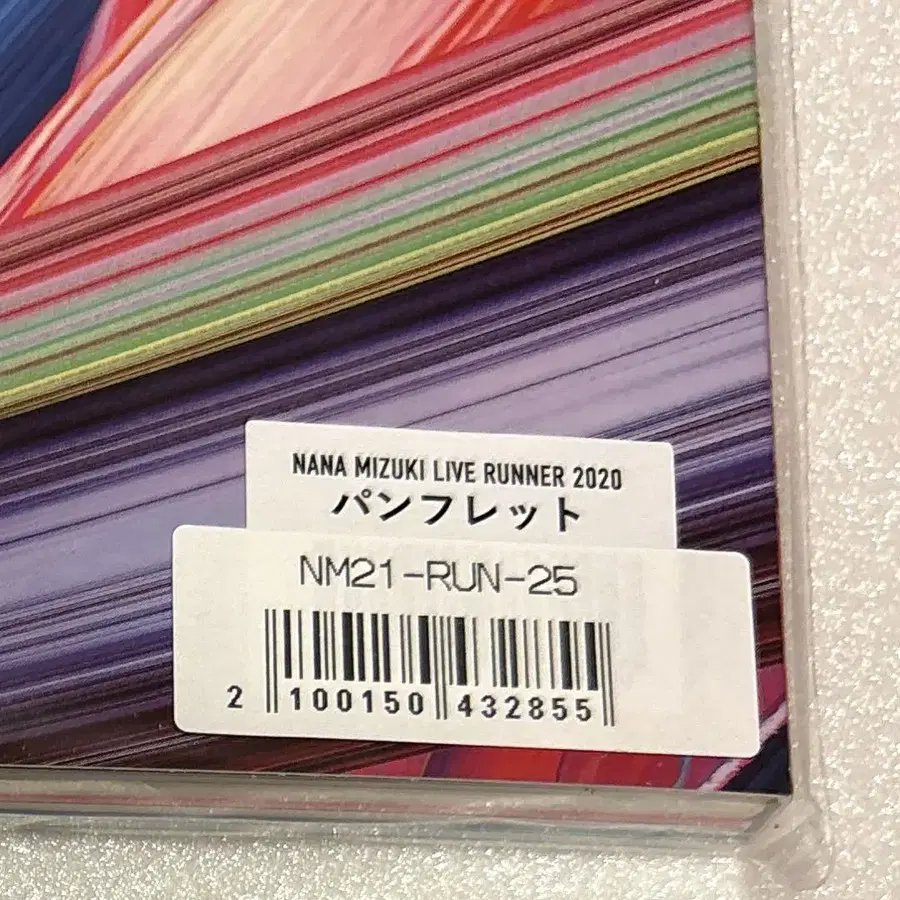 NANA MIZUKI LIVE RUNNER 2020
パンフレット
NM21-RUN-25
2 100150 432855